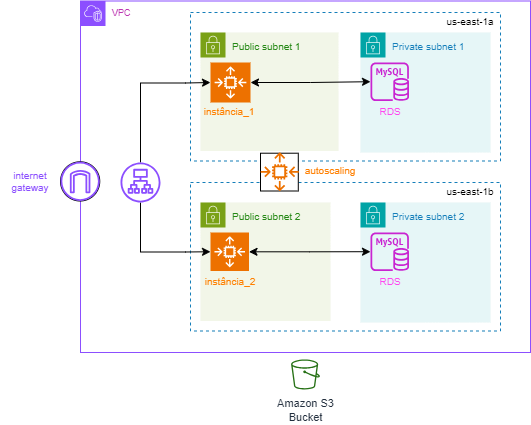 VPC
us-east-1a
Public subnet 1
Private subnet 1
MySQL
instância_1
RDS
internet
gateway
autoscaling
us-east-1b
Public subnet 2
Private subnet 2
MySQL
instância_2
RDS
Amazon S3
Bucket